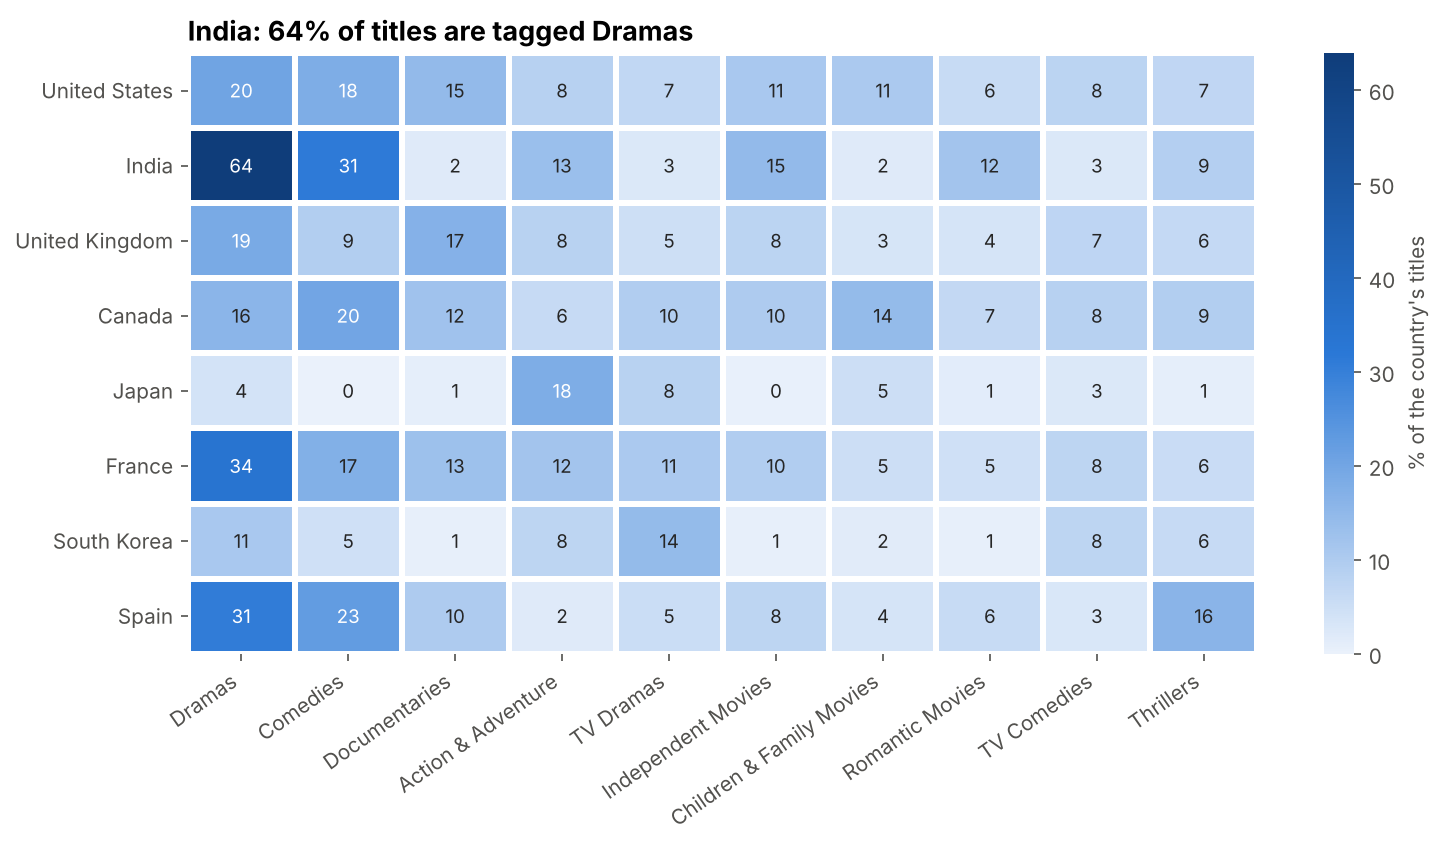 India: 64% of titles are tagged Dramas
United States 20 18 15 8 7 11 11 6 8 7
India 64 31 2 13 3 15 2 12 3 9
United Kingdom 19 9 17 8 5 8 3 4 7 6
Canada 16 20 12 6 10 10 14 7 8 9
Japan 4 0 1 18 8 0 5 1 3 1
France 34 17 13 12 11 10 5 5 8 6
South Korea 11 5 1 8 14 1 2 1 8 6
Spain 31 23 10 2 5 8 4 6 3 16
Dramas
Comedies
Documentaries
Action & Adventure
TV Dramas
Independent Movies
Children & Family Movies
Romantic Movies
TV Comedies
Thrillers
60
50
40
30
20
10
0
% of the country's titles